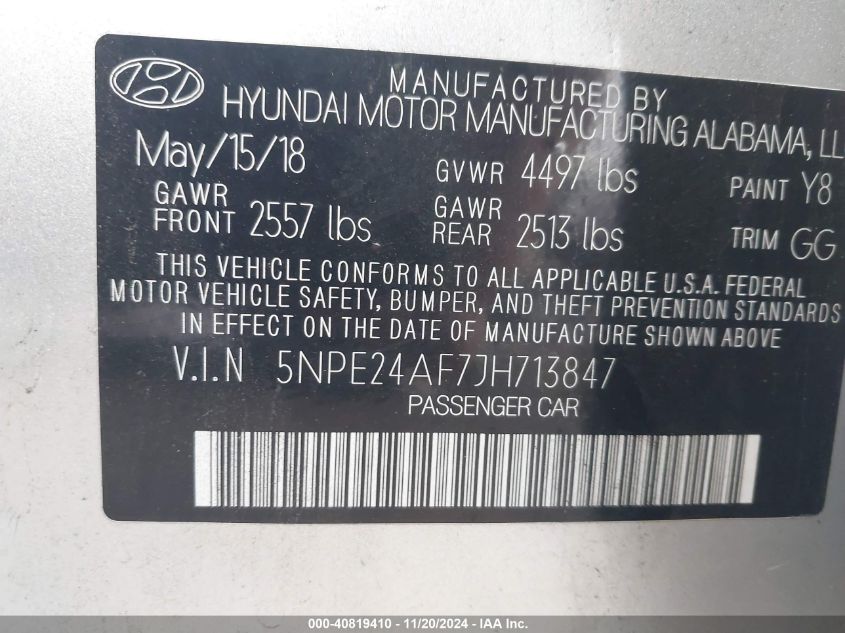 MANUFACTURED BY
HYUNDAI MOTOR MANUFACTURING ALABAMA, LL
May/15/18 GVWR 4497 lbs PAINT Y8
GAWR FRONT 2557 lbs GAWR REAR 2513 lbs TRIM GG
THIS VEHICLE CONFORMS TO ALL APPLICABLE U.S.A. FEDERAL
MOTOR VEHICLE SAFETY, BUMPER, AND THEFT PREVENTION STANDARDS
IN EFFECT ON THE DATE OF MANUFACTURE SHOWN ABOVE
V.I.N 5NPE24AF7JH713847
PASSENGER CAR
000-40819410 - 11/20/2024 - IAA Inc.